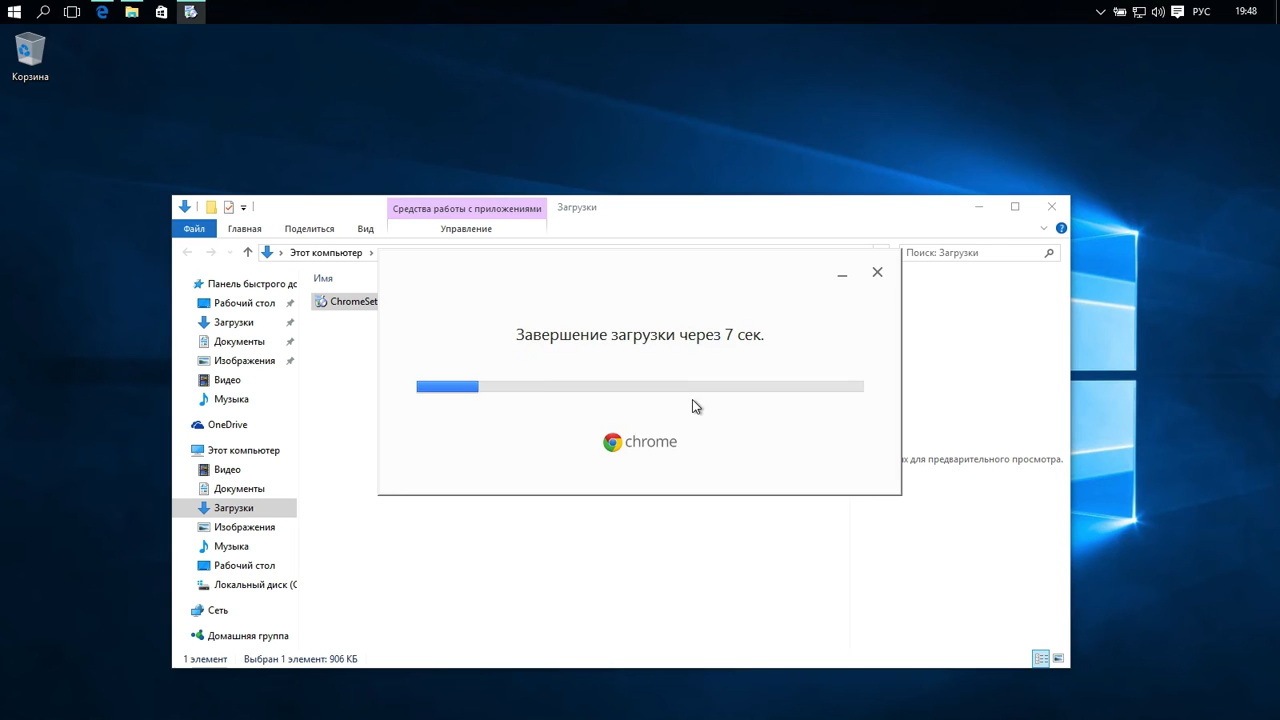 РУС
19:48
Корзина
Средства работы с приложениями
Загрузки
Файл
Главная
Поделиться
Вид
Управление
Этот компьютер
Поиск: Загрузки
Имя
Панель быстрого до
Рабочий стол
Загрузки
Документы
Изображения
Видео
Музыка
OneDrive
Этот компьютер
Видео
Документы
Загрузки
Изображения
Музыка
Рабочий стол
Локальный диск (C
Сеть
Домашняя группа
ChromeSet
Завершение загрузки через 7 сек.
chrome
х для предварительного просмотра.
1 элемент
Выбран 1 элемент: 906 КБ